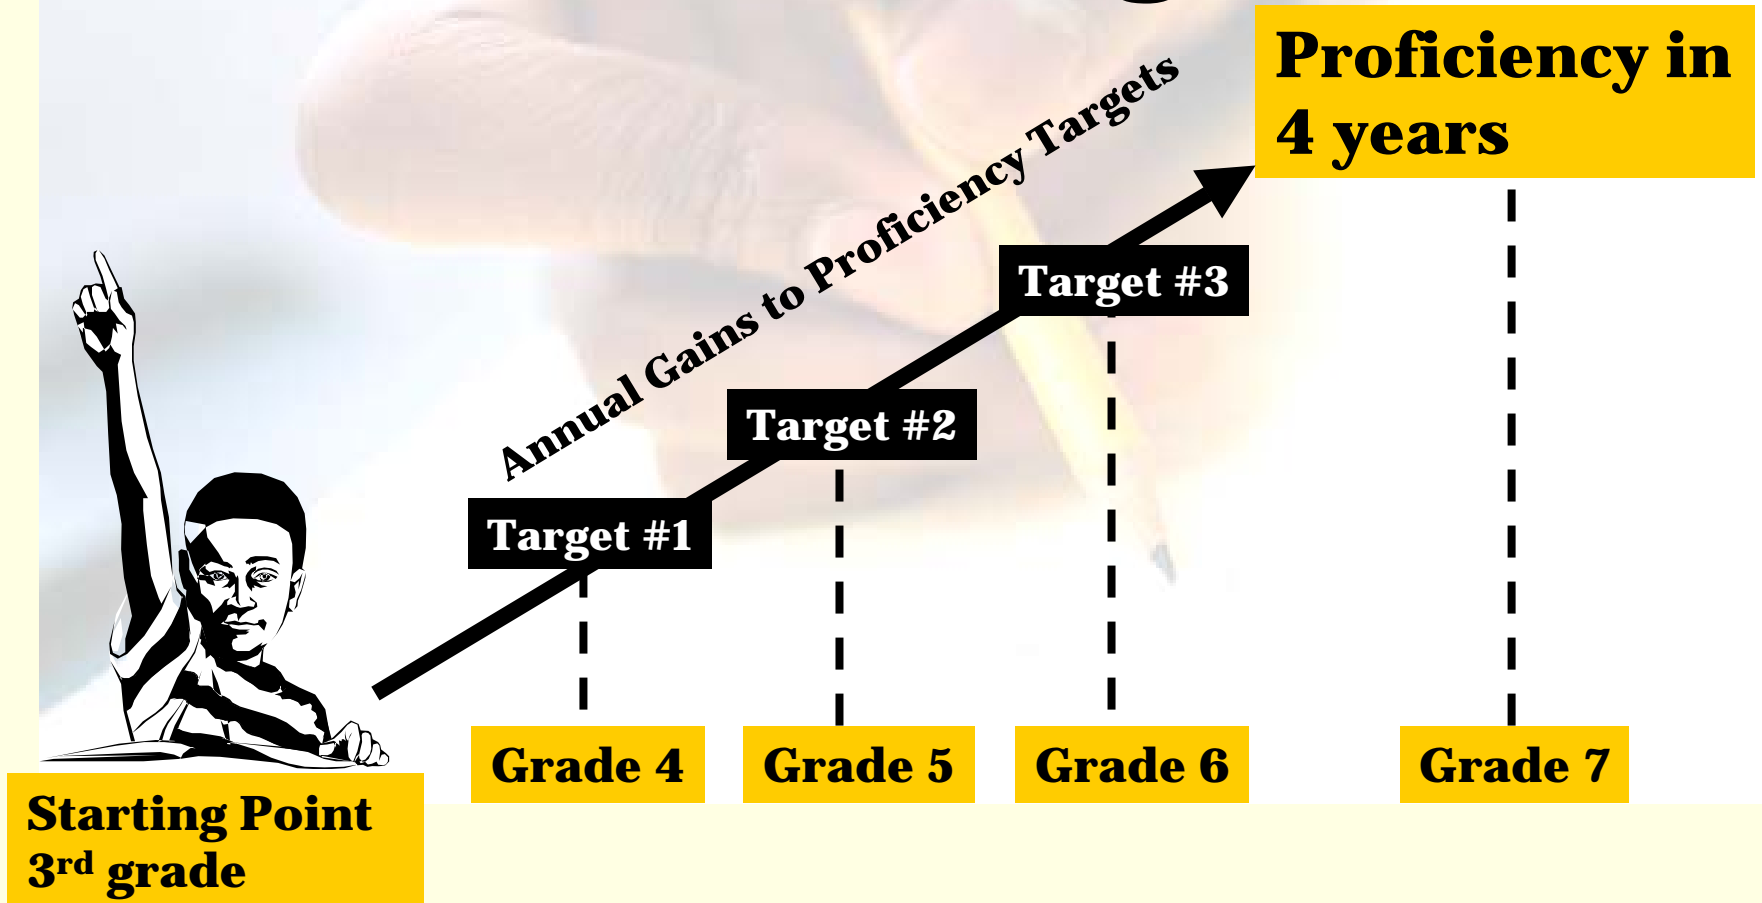 Proficiency in
4 years
Annual Gains to Proficiency Targets
Target #3
Target #2
Target #1
Grade 4
Grade 5
Grade 6
Grade 7
Starting Point
3rd grade